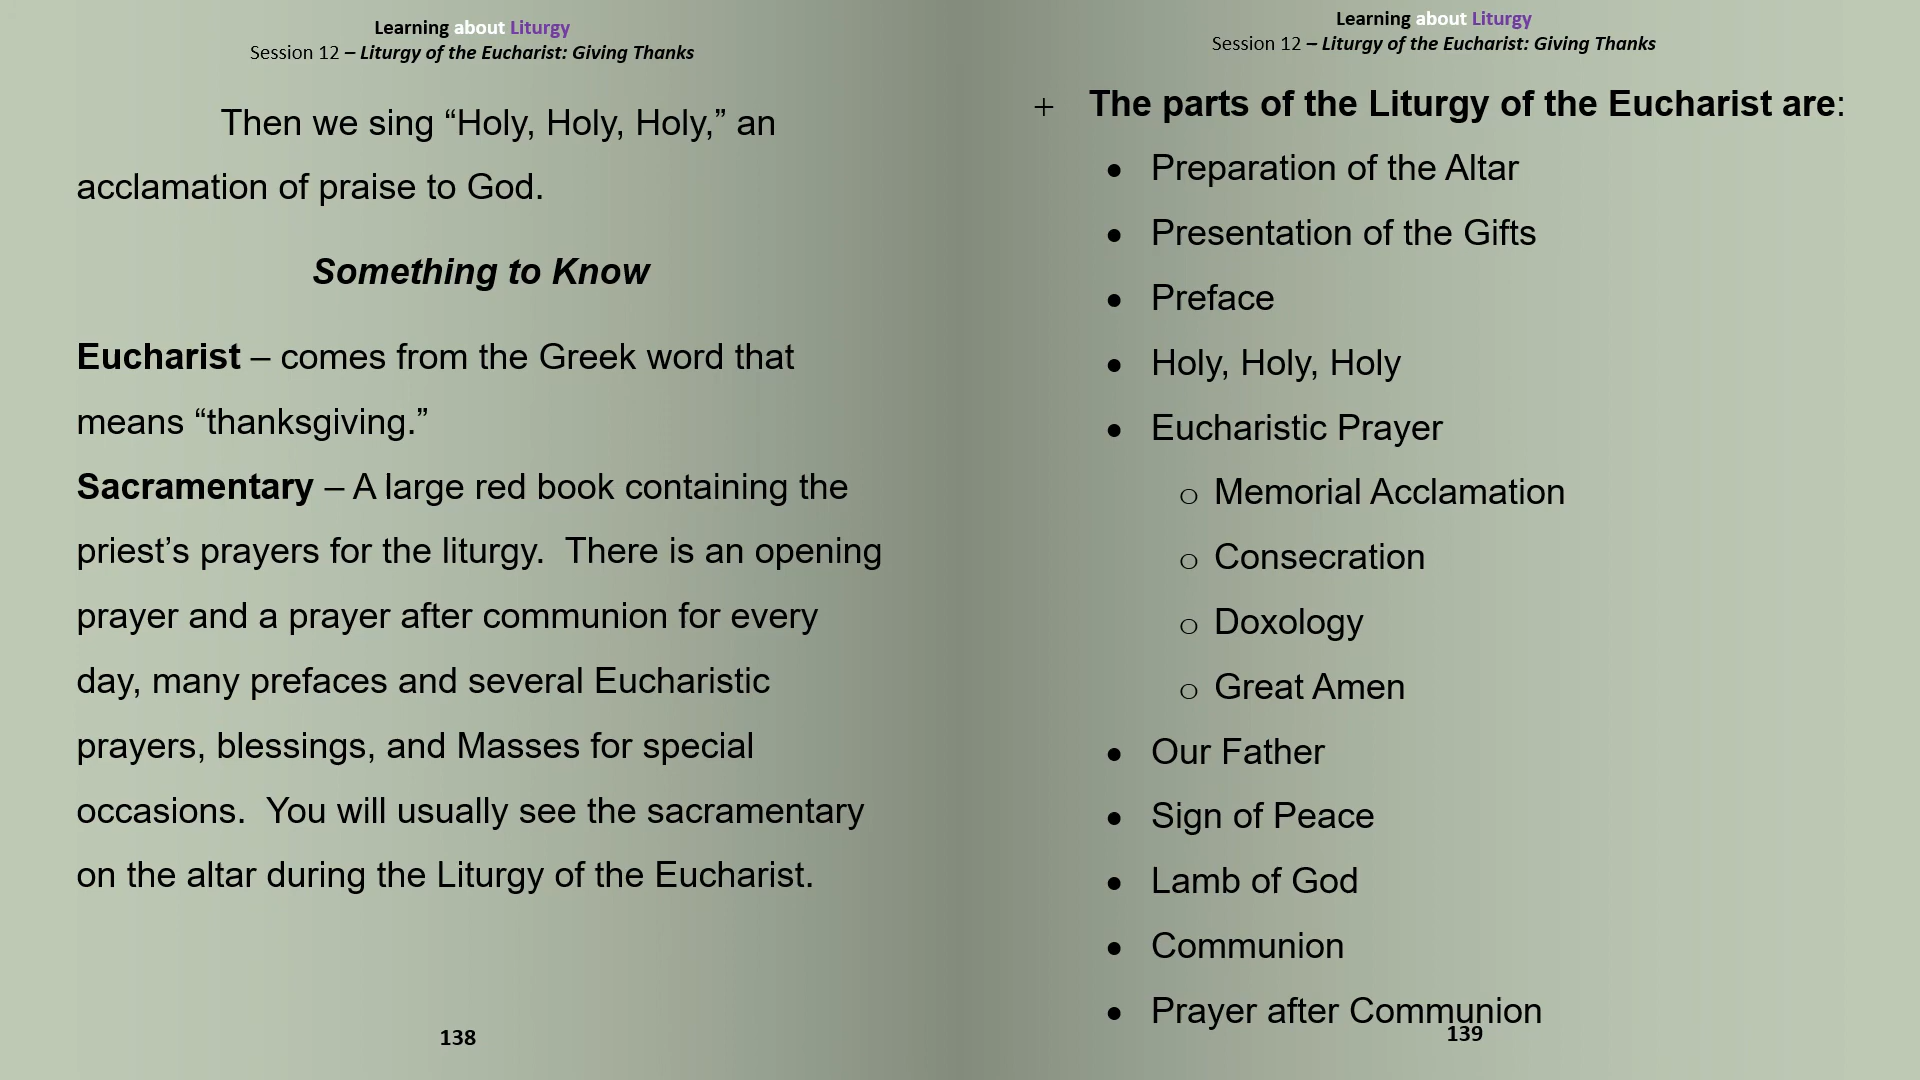 Learning about Liturgy
Session 12 – Liturgy of the Eucharist: Giving Thanks
Then we sing “Holy, Holy, Holy,” an
acclamation of praise to God.
Something to Know
Eucharist – comes from the Greek word that
means “thanksgiving.”
Sacramentary – A large red book containing the
priest’s prayers for the liturgy.  There is an opening
prayer and a prayer after communion for every
day, many prefaces and several Eucharistic
prayers, blessings, and Masses for special
occasions.  You will usually see the sacramentary
on the altar during the Liturgy of the Eucharist.
138
Learning about Liturgy
Session 12 – Liturgy of the Eucharist: Giving Thanks
+ The parts of the Liturgy of the Eucharist are:
• Preparation of the Altar
• Presentation of the Gifts
• Preface
• Holy, Holy, Holy
• Eucharistic Prayer
o Memorial Acclamation
o Consecration
o Doxology
o Great Amen
• Our Father
• Sign of Peace
• Lamb of God
• Communion
• Prayer after Communion
139